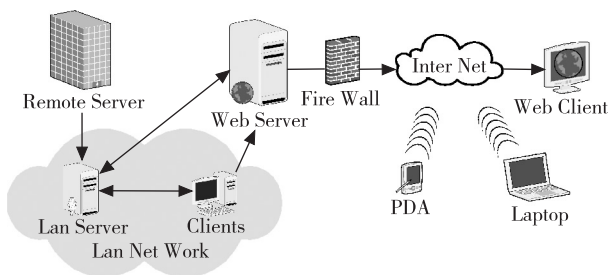 Remote Server
Web Server
Fire Wall
Inter Net
Web Client
Lan Server
Clients
Lan Net Work
PDA
Laptop